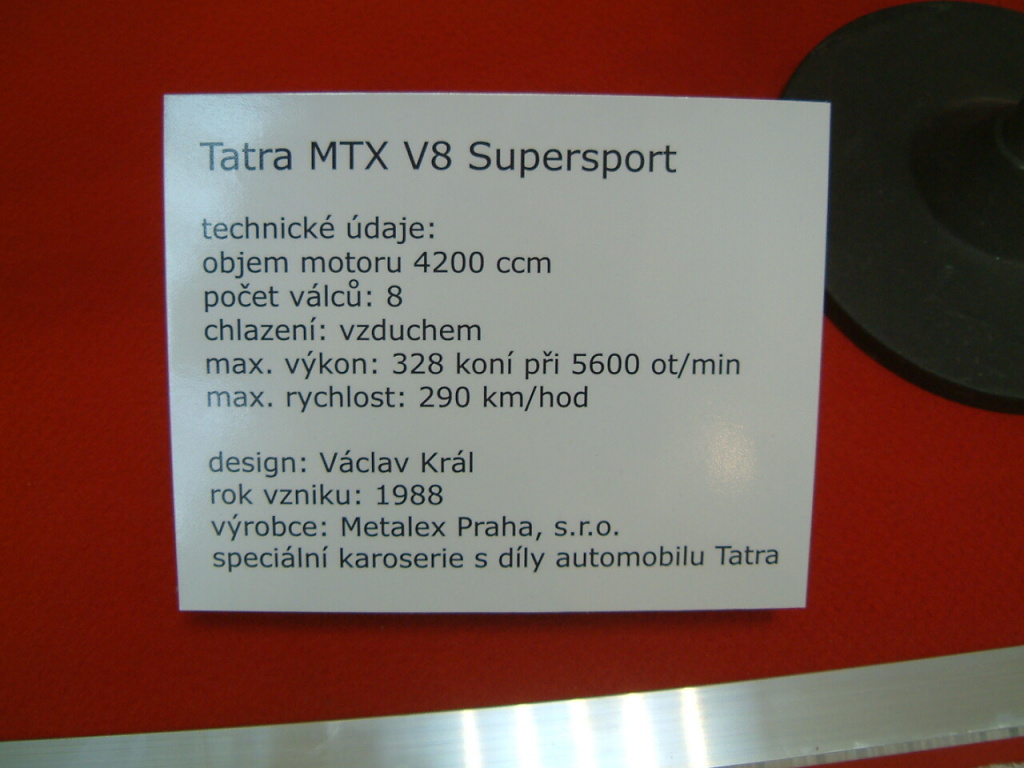 Tatra MTX V8 Supersport
technické údaje:
objem motoru 4200 ccm
počet válců: 8
chlazení: vzduchem
max. výkon: 328 koní při 5600 ot/min
max. rychlost: 290 km/hod
design: Václav Král
rok vzniku: 1988
výrobce: Metalex Praha, s.r.o.
speciální karoserie s díly automobilu Tatra